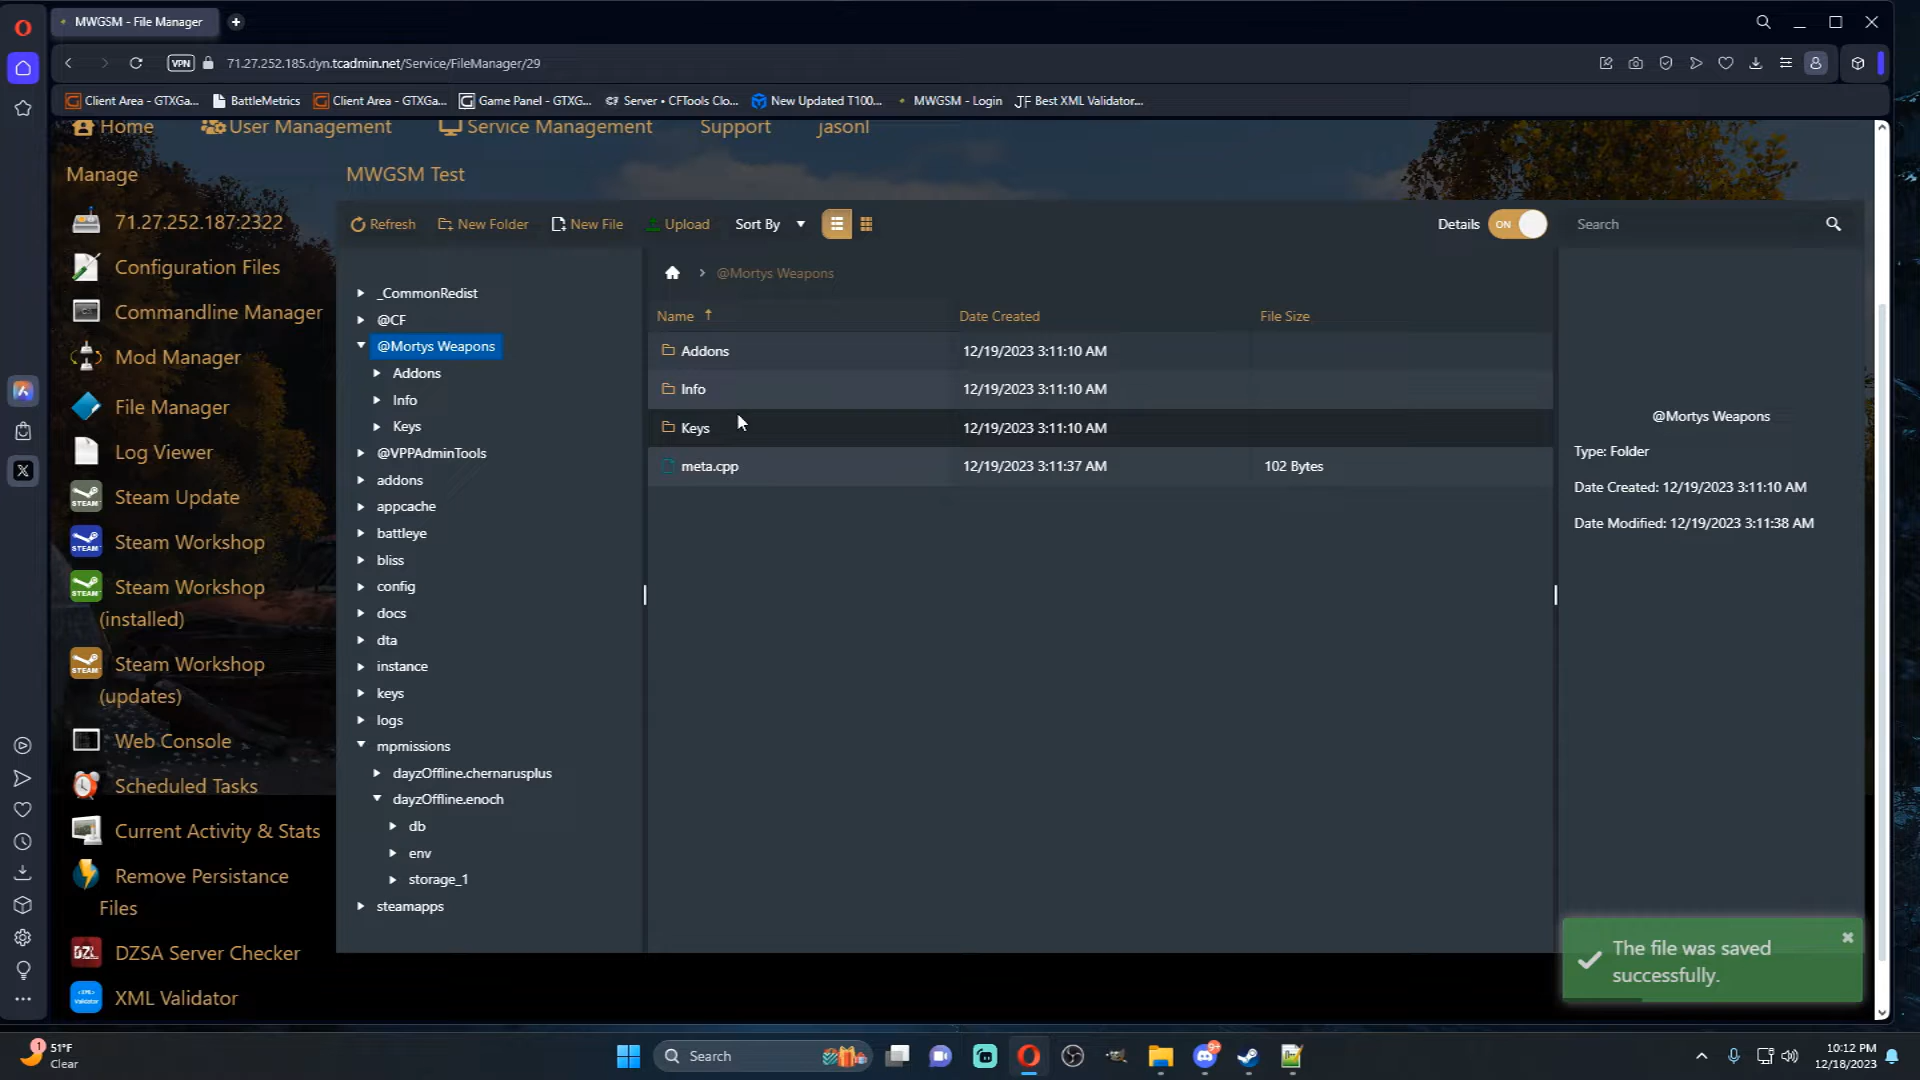 MWGSM - File Manager
VPN
71.27.252.185.dyn.tcadmin.net/Service/FileManager/29
Client Area - GTXGa...
BattleMetrics
Client Area - GTXGa...
Game Panel - GTXG...
Server • CFTools Clo...
New Updated T100...
MWGSM - Login
Best XML Validator...
Home
User Management
Service Management
Support
jasonl
Manage
71.27.252.187:2322
Configuration Files
Commandline Manager
Mod Manager
File Manager
Log Viewer
Steam Update
Steam Workshop
Steam Workshop
(installed)
Steam Workshop
(updates)
Web Console
Scheduled Tasks
Current Activity & Stats
Remove Persistance
Files
DZSA Server Checker
XML Validator
MWGSM Test
Refresh
New Folder
New File
Upload
Sort By
Details
ON
Search
_CommonRedist
@CF
@Mortys Weapons
Addons
Info
Keys
@VPPAdminTools
addons
appcache
battleye
bliss
config
docs
dta
instance
keys
logs
mpmissions
dayzOffline.chernarusplus
dayzOffline.enoch
db
env
storage_1
steamapps
@Mortys Weapons
Name
Date Created
File Size
Addons 12/19/2023 3:11:10 AM
Info 12/19/2023 3:11:10 AM
Keys 12/19/2023 3:11:10 AM
meta.cpp 12/19/2023 3:11:37 AM 102 Bytes
@Mortys Weapons
Type: Folder
Date Created: 12/19/2023 3:11:10 AM
Date Modified: 12/19/2023 3:11:38 AM
The file was saved
successfully.
1
51°F
Clear
Search
9+
10:12 PM
12/18/2023